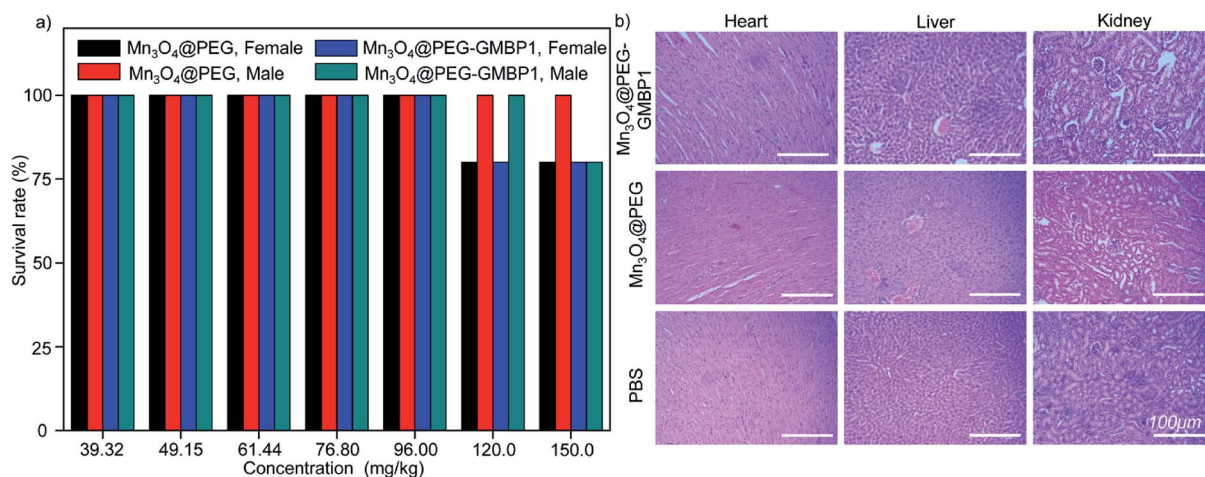 a)
Mn₃O₄@PEG, Female
Mn₃O₄@PEG-GMBP1, Female
Mn₃O₄@PEG, Male
Mn₃O₄@PEG-GMBP1, Male
Survival rate (%)
100
75
50
25
0
39.32 49.15 61.44 76.80 96.00 120.0 150.0
Concentration (mg/kg)
b)
Heart Liver Kidney
Mn₃O₄@PEG-
GMBP1
Mn₃O₄@PEG
PBS
100µm